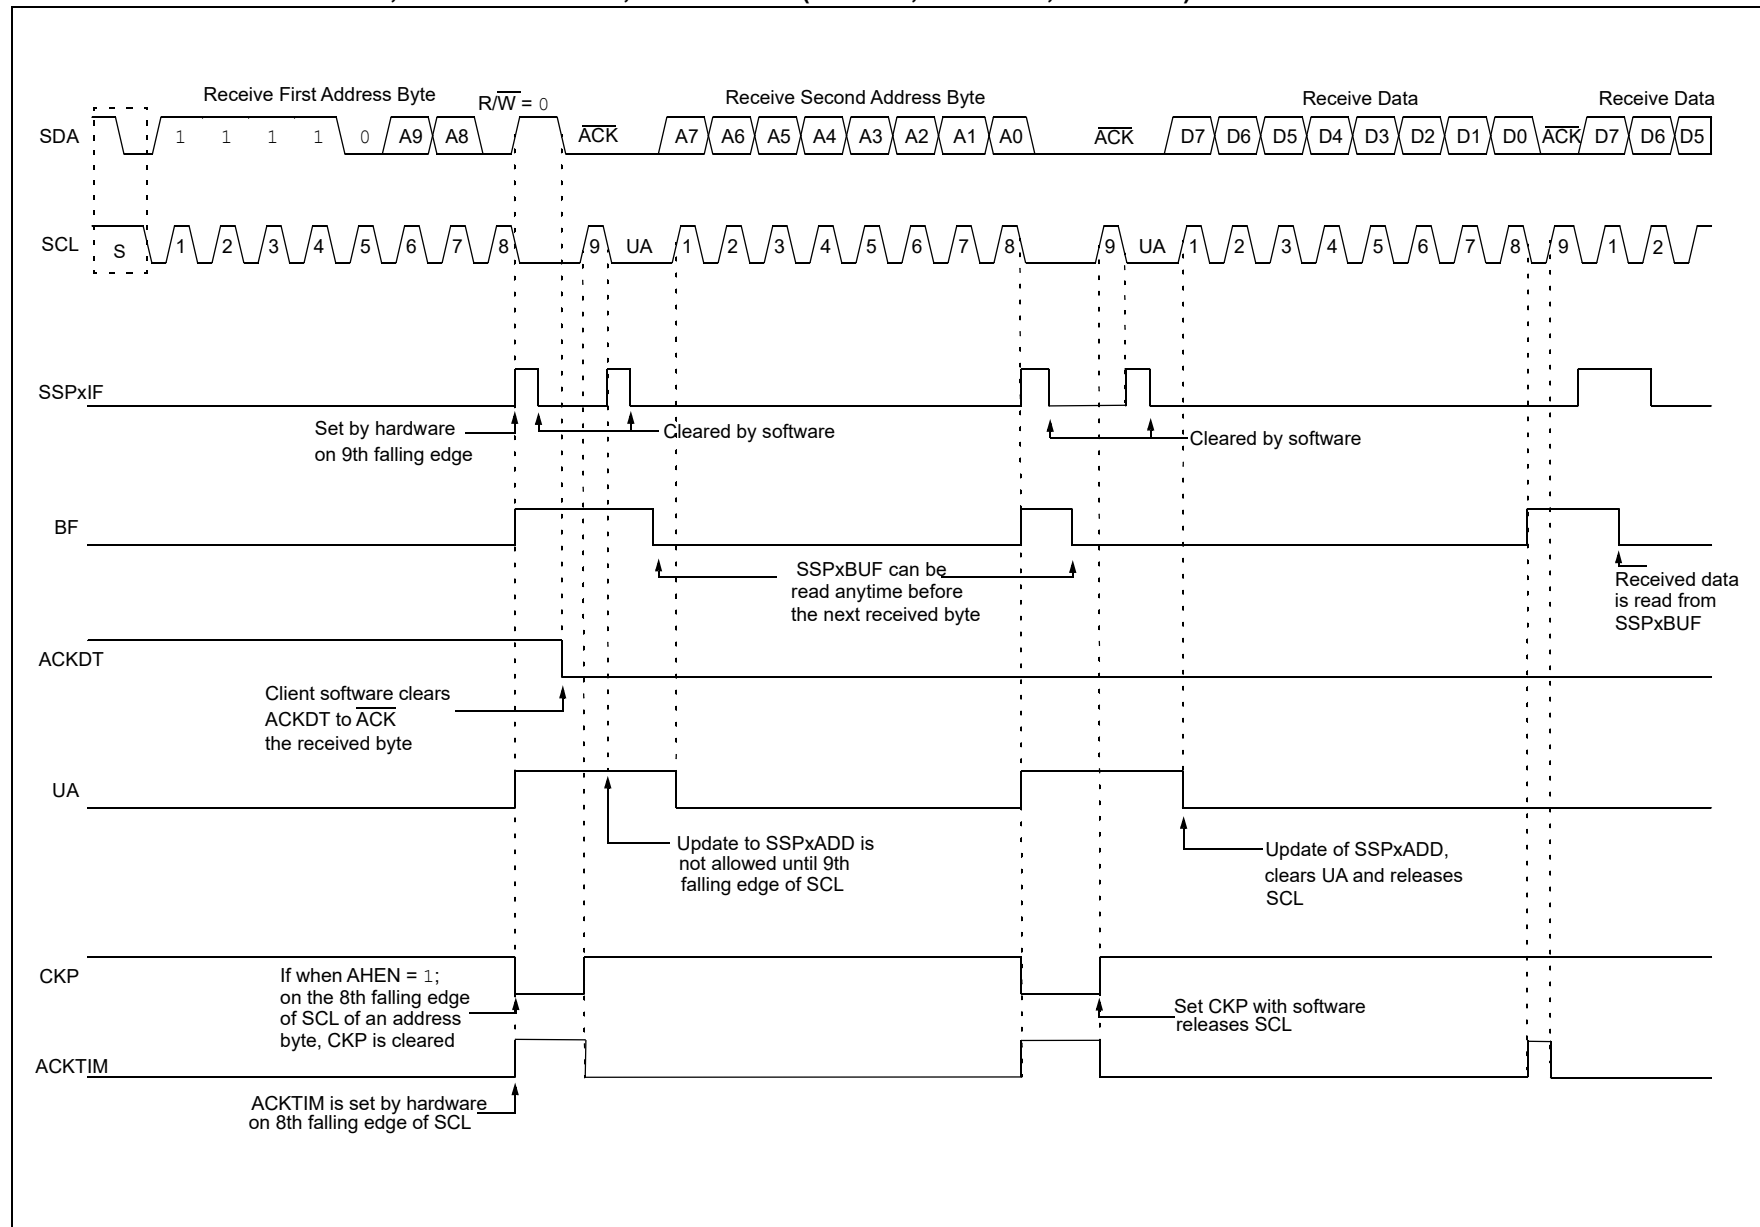 Receive First Address Byte
R/W = 0
Receive Second Address Byte
Receive Data
Receive Data
SDA
1 1 1 1 0 A9 A8
ACK
A7 A6 A5 A4 A3 A2 A1 A0
ACK
D7 D6 D5 D4 D3 D2 D1 D0
ACK
D7 D6 D5
SCL
S
1 2 3 4 5 6 7 8 9 UA 1 2 3 4 5 6 7 8 9 UA 1 2 3 4 5 6 7 8 9 1 2
SSPxIF
Set by hardware
on 9th falling edge
Cleared by software
Cleared by software
BF
SSPxBUF can be
read anytime before
the next received byte
Received data
is read from
SSPxBUF
ACKDT
Client software clears
ACKDT to ACK
the received byte
UA
Update to SSPxADD is
not allowed until 9th
falling edge of SCL
Update of SSPxADD,
clears UA and releases
SCL
CKP
If when AHEN = 1;
on the 8th falling edge
of SCL of an address
byte, CKP is cleared
Set CKP with software
releases SCL
ACKTIM
ACKTIM is set by hardware
on 8th falling edge of SCL